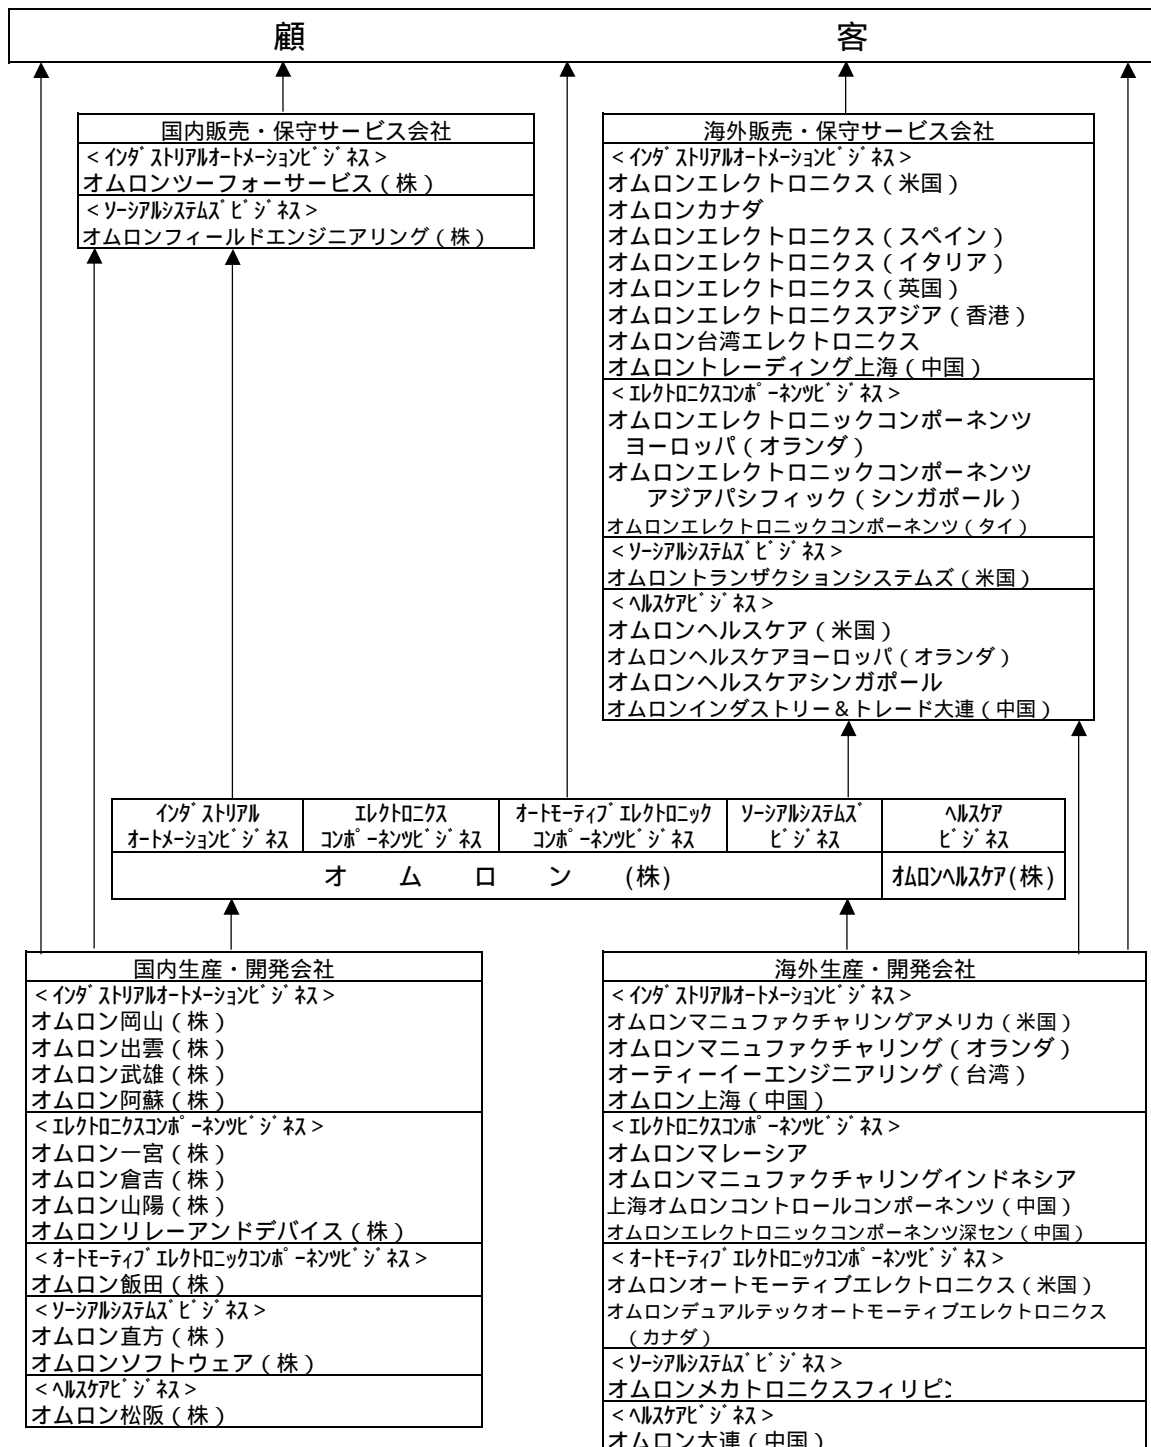 顧 客
国内販売・保守サービス会社
<インダストリアルオートメーションビジネス>
オムロンツーフォーサービス(株)
<ソーシアルシステムズビジネス>
オムロンフィールドエンジニアリング(株)
海外販売・保守サービス会社
<インダストリアルオートメーションビジネス>
オムロンエレクトロニクス(米国)
オムロンカナダ
オムロンエレクトロニクス(スペイン)
オムロンエレクトロニクス(イタリア)
オムロンエレクトロニクス(英国)
オムロンエレクトロニクスアジア(香港)
オムロン台湾エレクトロニクス
オムロントレーディング上海(中国)
<エレクトロニクスコンポーネンツビジネス>
オムロンエレクトロニックコンポーネンツ
ヨーロッパ(オランダ)
オムロンエレクトロニックコンポーネンツ
アジアパシフィック(シンガポール)
オムロンエレクトロニックコンポーネンツ(タイ)
<ソーシアルシステムズビジネス>
オムロントランザクションシステムズ(米国)
<ヘルスケアビジネス>
オムロンヘルスケア(米国)
オムロンヘルスケアヨーロッパ(オランダ)
オムロンヘルスケアシンガポール
オムロンインダストリー&トレード大連(中国)
インダストリアル
オートメーションビジネス
エレクトロニクス
コンポーネンツビジネス
オートモーティブエレクトロニック
コンポーネンツビジネス
ソーシアルシステムズ
ビジネス
ヘルスケア
ビジネス
オ ム ロ ン (株)
オムロンヘルスケア(株)
国内生産・開発会社
<インダストリアルオートメーションビジネス>
オムロン岡山(株)
オムロン出雲(株)
オムロン武雄(株)
オムロン阿蘇(株)
<エレクトロニクスコンポーネンツビジネス>
オムロン一宮(株)
オムロン倉吉(株)
オムロン山陽(株)
オムロンリレーアンドデバイス(株)
<オートモーティブエレクトロニックコンポーネンツビジネス>
オムロン飯田(株)
<ソーシアルシステムズビジネス>
オムロン直方(株)
オムロンソフトウェア(株)
<ヘルスケアビジネス>
オムロン松阪(株)
海外生産・開発会社
<インダストリアルオートメーションビジネス>
オムロンマニュファクチャリングアメリカ(米国)
オムロンマニュファクチャリング(オランダ)
オーティーイーエンジニアリング(台湾)
オムロン上海(中国)
<エレクトロニクスコンポーネンツビジネス>
オムロンマレーシア
オムロンマニュファクチャリングインドネシア
上海オムロンコントロールコンポーネンツ(中国)
オムロンエレクトロニックコンポーネンツ深セン(中国)
<オートモーティブエレクトロニックコンポーネンツビジネス>
オムロンオートモーティブエレクトロニクス(米国)
オムロンデュアルテックオートモーティブエレクトロニクス
(カナダ)
<ソーシアルシステムズビジネス>
オムロンメカトロニクスフィリピン
<ヘルスケアビジネス>
オムロン大連(中国)